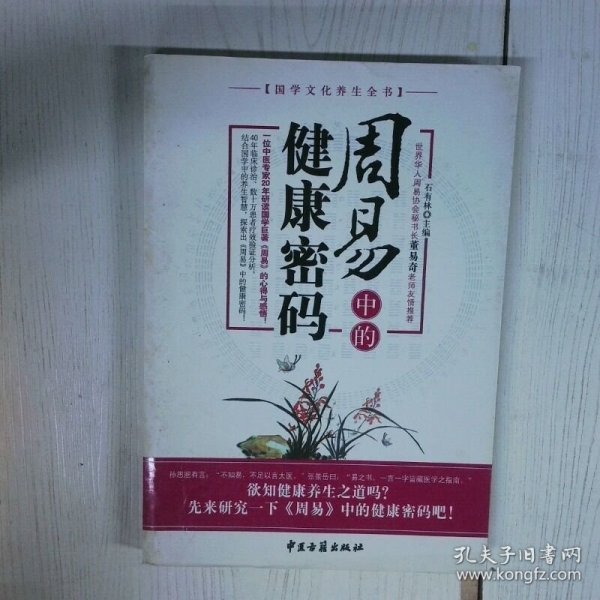 【国学文化养生全书】
周易
中的
健康密码
石有林◎主编
世界华人周易协会秘书长董易奇老师友情推荐
一位中医专家20年研读国学巨著《周易》的心得与感悟！
40年临床诊治、数十万患者疗效验证分析，
结合国学中的养生智慧，探索出《周易》中的健康密码！
孙思邈有言：“不知易，不足以言太医。”张景岳曰：“易之书，一言一字皆藏医学之指南。”
欲知健康养生之道吗？
先来研究一下《周易》中的健康密码吧！
中医古籍出版社
孔夫子旧书网
www.kongfz.com